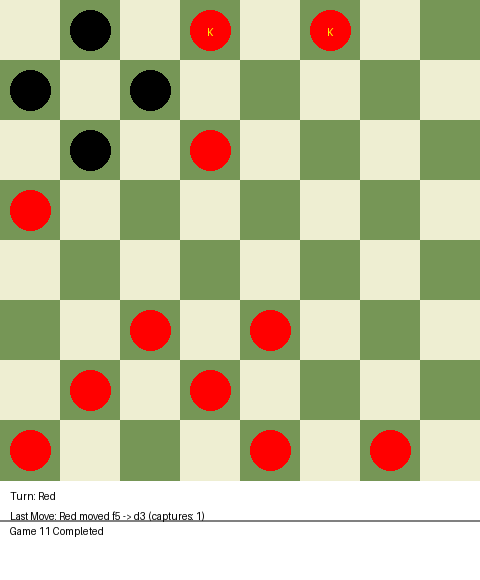 K K
Turn: Red
Last Move: Red moved f5 -> d3 (captures: 1)
Game 11 Completed